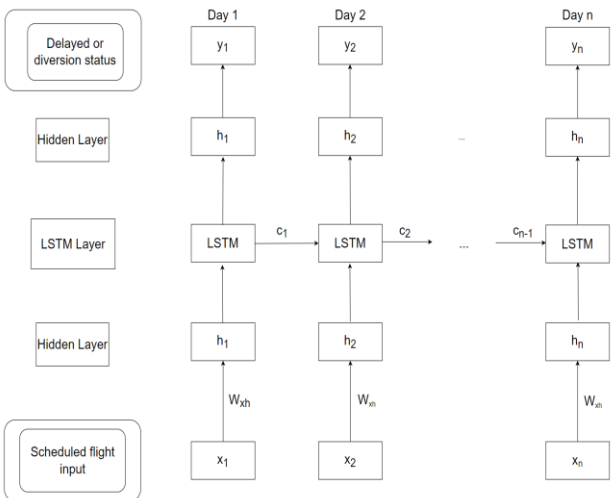 Day 1 Day 2 Day n
Delayed or
diversion status
y1 y2 yn
Hidden Layer h1 h2 ... hn
LSTM Layer LSTM c1 LSTM c2 ... cn-1 LSTM
Hidden Layer h1 h2 hn
Wxh Wxh Wxh
Scheduled flight
input
x1 x2 xn